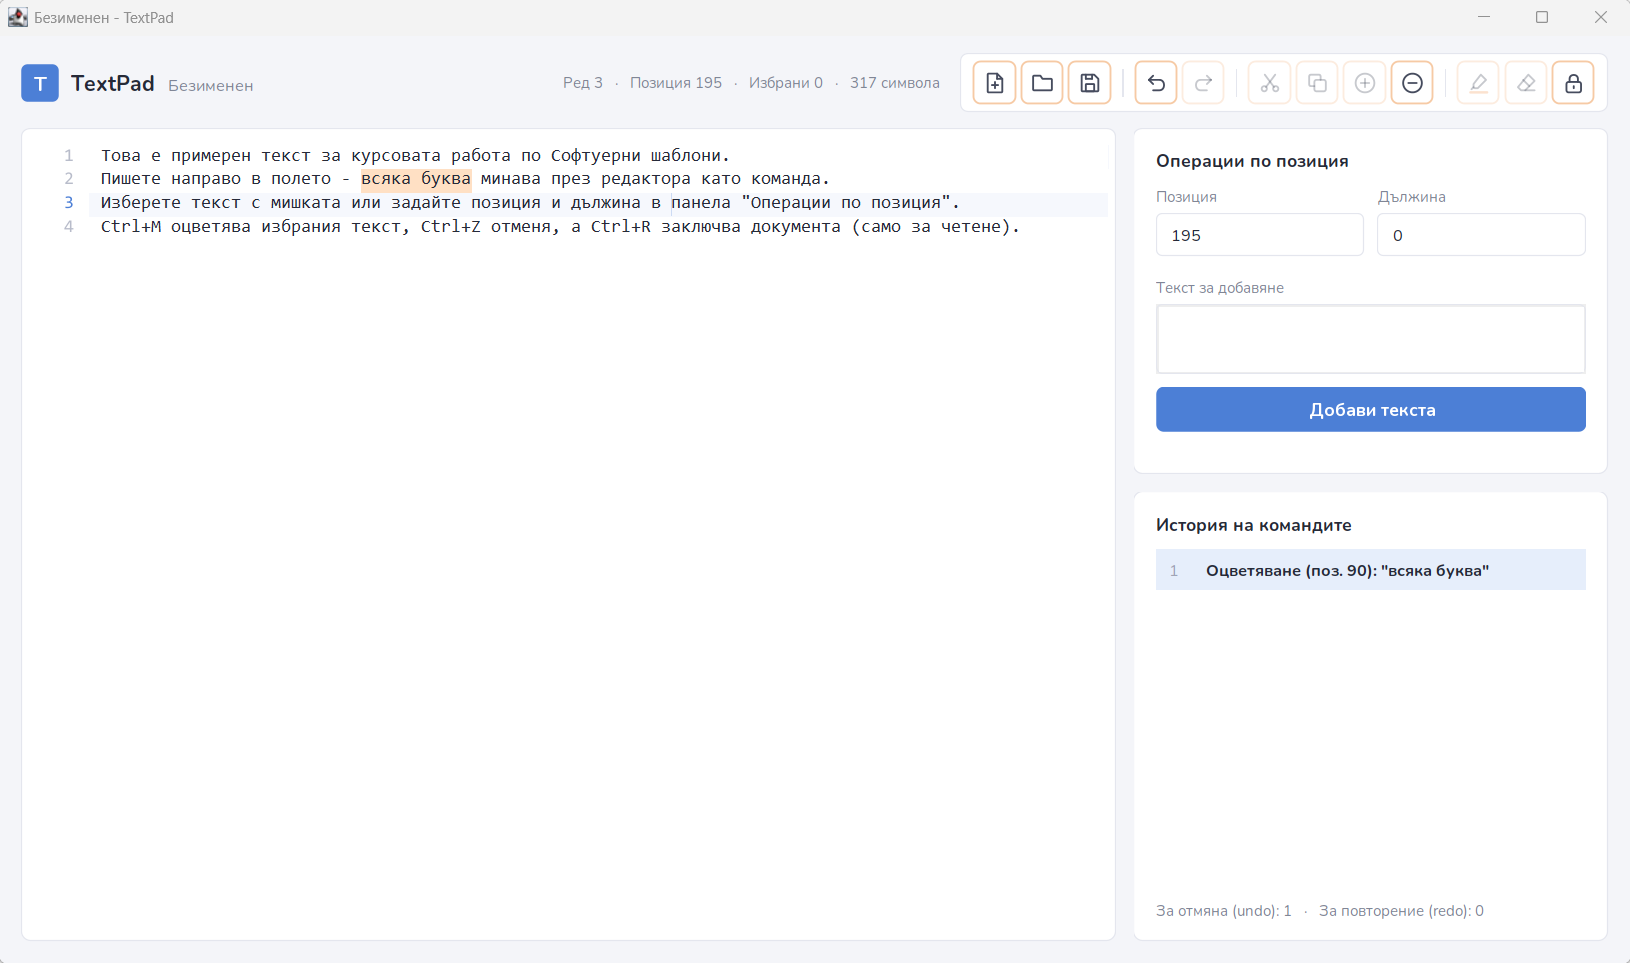 Безименен - TextPad
T TextPad Безименен
Ред 3 · Позиция 195 · Избрани 0 · 317 символа
1 Това е примерен текст за курсовата работа по Софтуерни шаблони.
2 Пишете направо в полето - всяка буква минава през редактора като команда.
3 Изберете текст с мишката или задайте позиция и дължина в панела "Операции по позиция".
4 Ctrl+M оцветява избрания текст, Ctrl+Z отменя, а Ctrl+R заключва документа (само за четене).
Операции по позиция
Позиция Дължина
195 0
Текст за добавяне
Добави текста
История на командите
1 Оцветяване (поз. 90): "всяка буква"
За отмяна (undo): 1 · За повторение (redo): 0